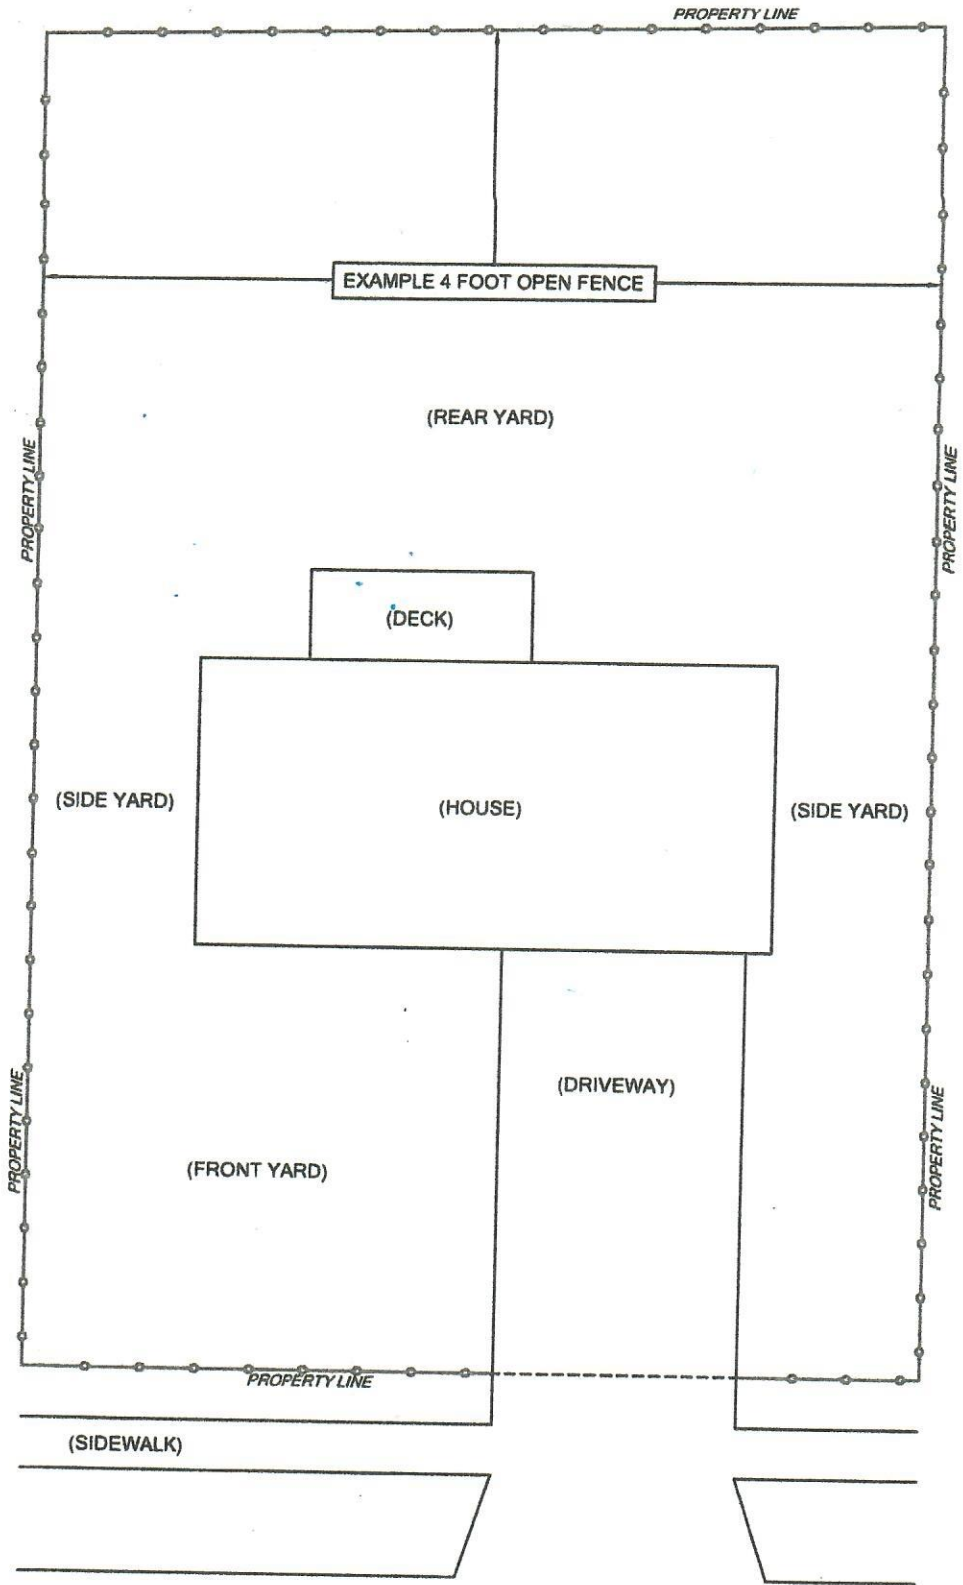 PROPERTY LINE
EXAMPLE 4 FOOT OPEN FENCE
(REAR YARD)
PROPERTY LINE
PROPERTY LINE
(DECK)
(SIDE YARD)
(HOUSE)
(SIDE YARD)
(DRIVEWAY)
PROPERTY LINE
PROPERTY LINE
(FRONT YARD)
PROPERTY LINE
(SIDEWALK)